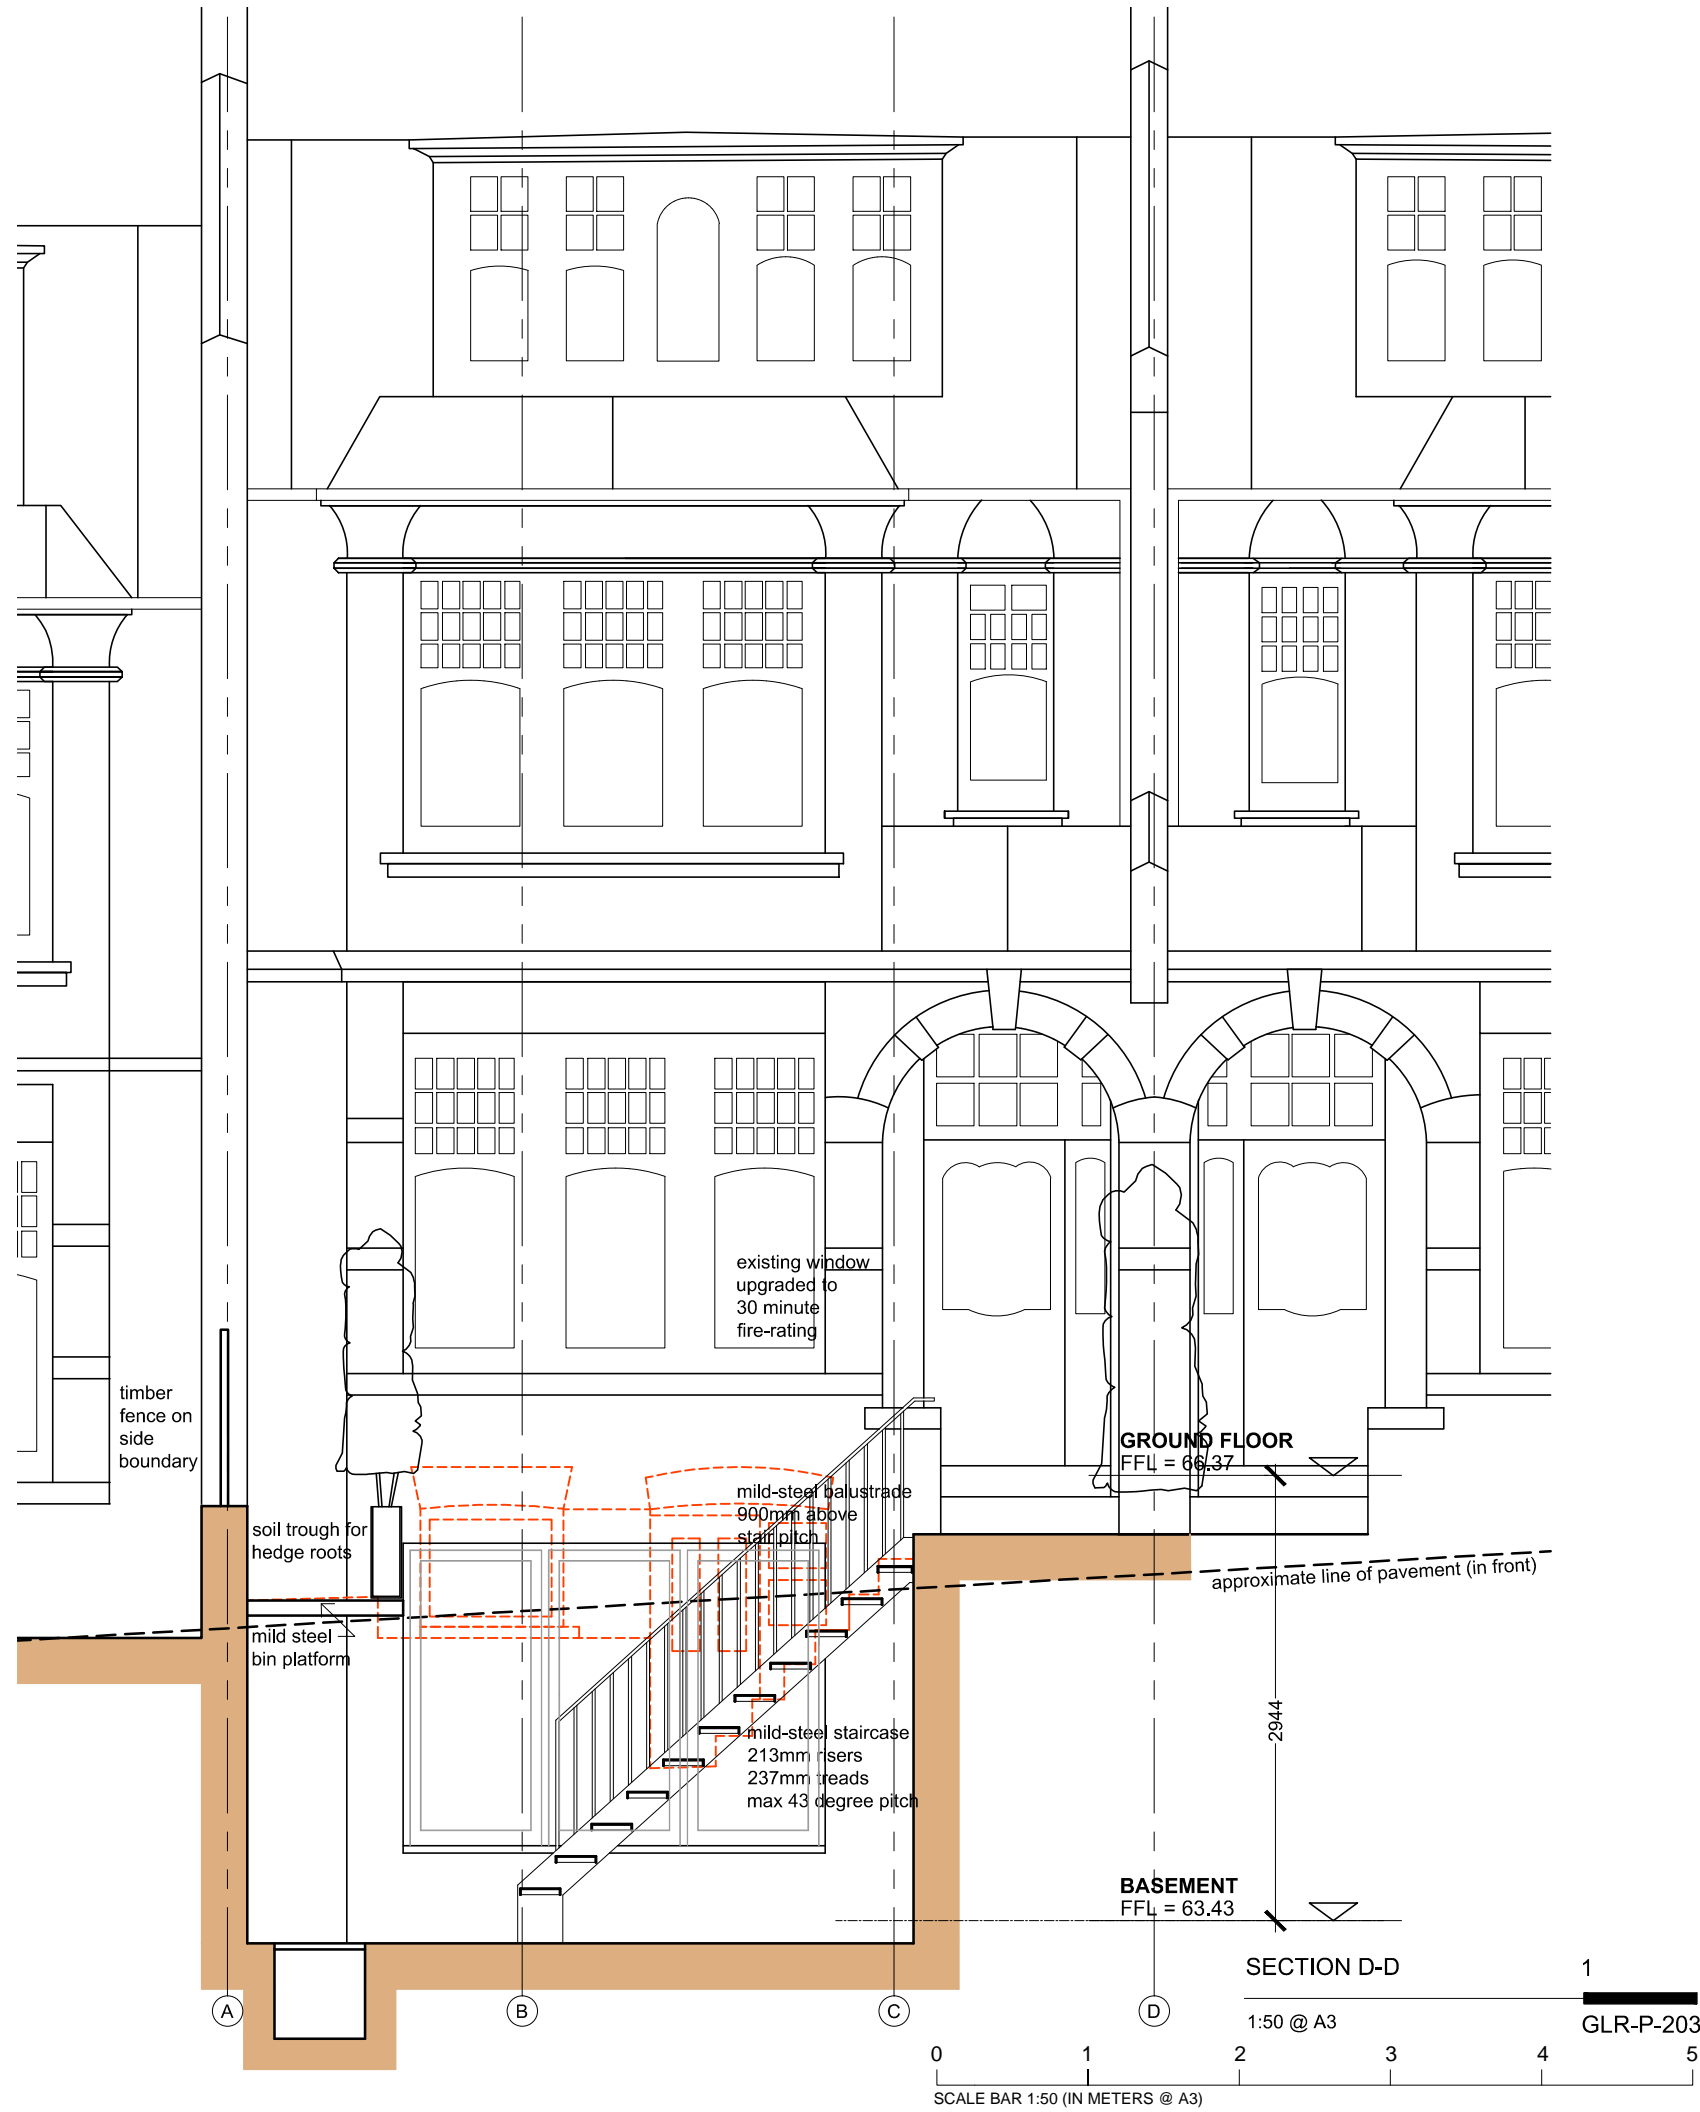 existing window
upgraded to
30 minute
fire-rating
timber
fence on
side
boundary
GROUND FLOOR
FFL = 66.37
mild-steel balustrade
900mm above
stair pitch
soil trough for
hedge roots
approximate line of pavement (in front)
mild steel
bin platform
2944
mild-steel staircase
213mm risers
237mm treads
max 43 degree pitch
BASEMENT
FFL = 63.43
SECTION D-D 1
A B C D
1:50 @ A3 GLR-P-203
0 1 2 3 4 5
SCALE BAR 1:50 (IN METERS @ A3)